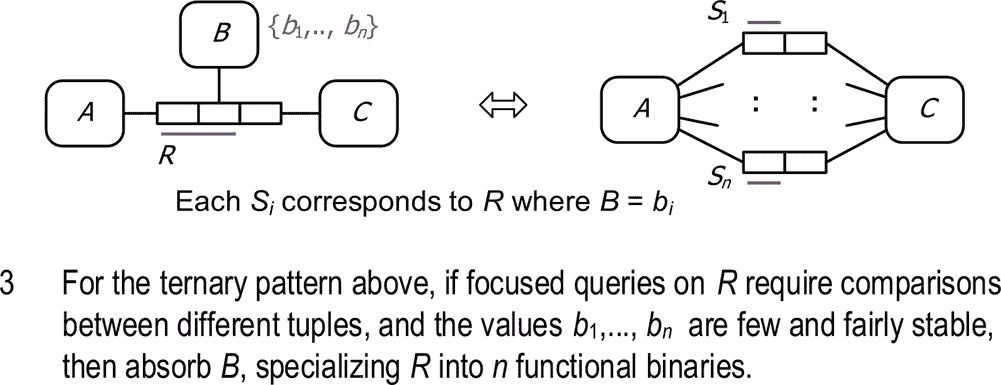 B {b1,.., bn}
S1
A C A : : C
R
Sn
Each Si corresponds to R where B = bi
3 For the ternary pattern above, if focused queries on R require comparisons
between different tuples, and the values b1,..., bn are few and fairly stable,
then absorb B, specializing R into n functional binaries.